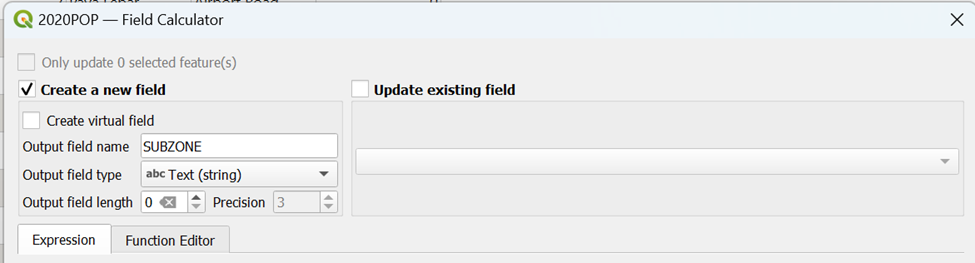 2020POP — Field Calculator
Only update 0 selected feature(s)
Create a new field
Update existing field
Create virtual field
Output field name SUBZONE
Output field type abc Text (string)
Output field length 0 Precision 3
Expression Function Editor